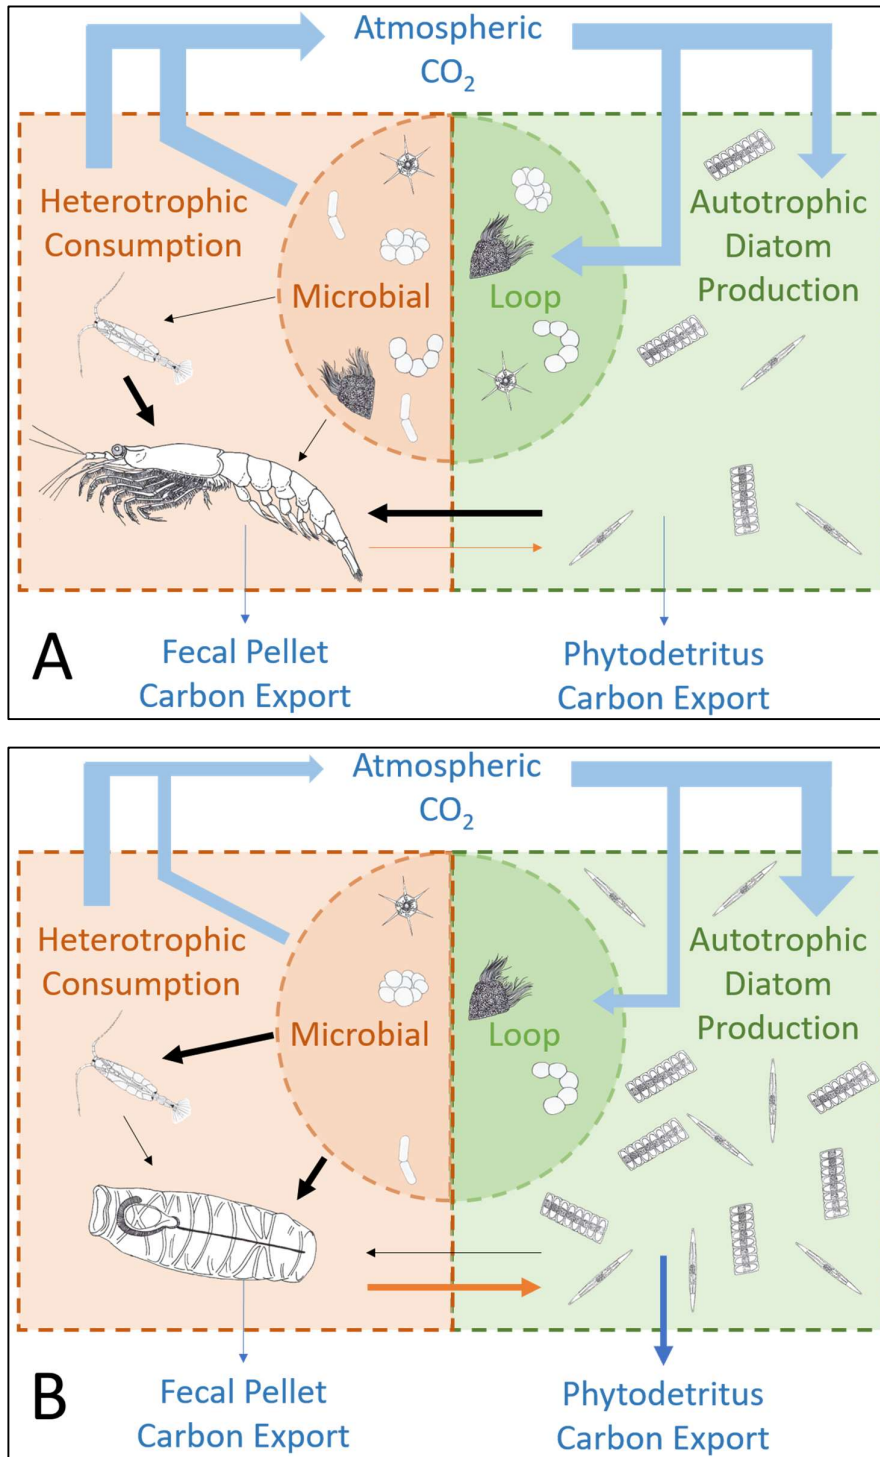 Atmospheric
CO₂
Heterotrophic
Consumption
Autotrophic
Diatom
Production
Microbial
Loop
A
Fecal Pellet
Carbon Export
Phytodetritus
Carbon Export
Atmospheric
CO₂
Heterotrophic
Consumption
Autotrophic
Diatom
Production
Microbial
Loop
B
Fecal Pellet
Carbon Export
Phytodetritus
Carbon Export